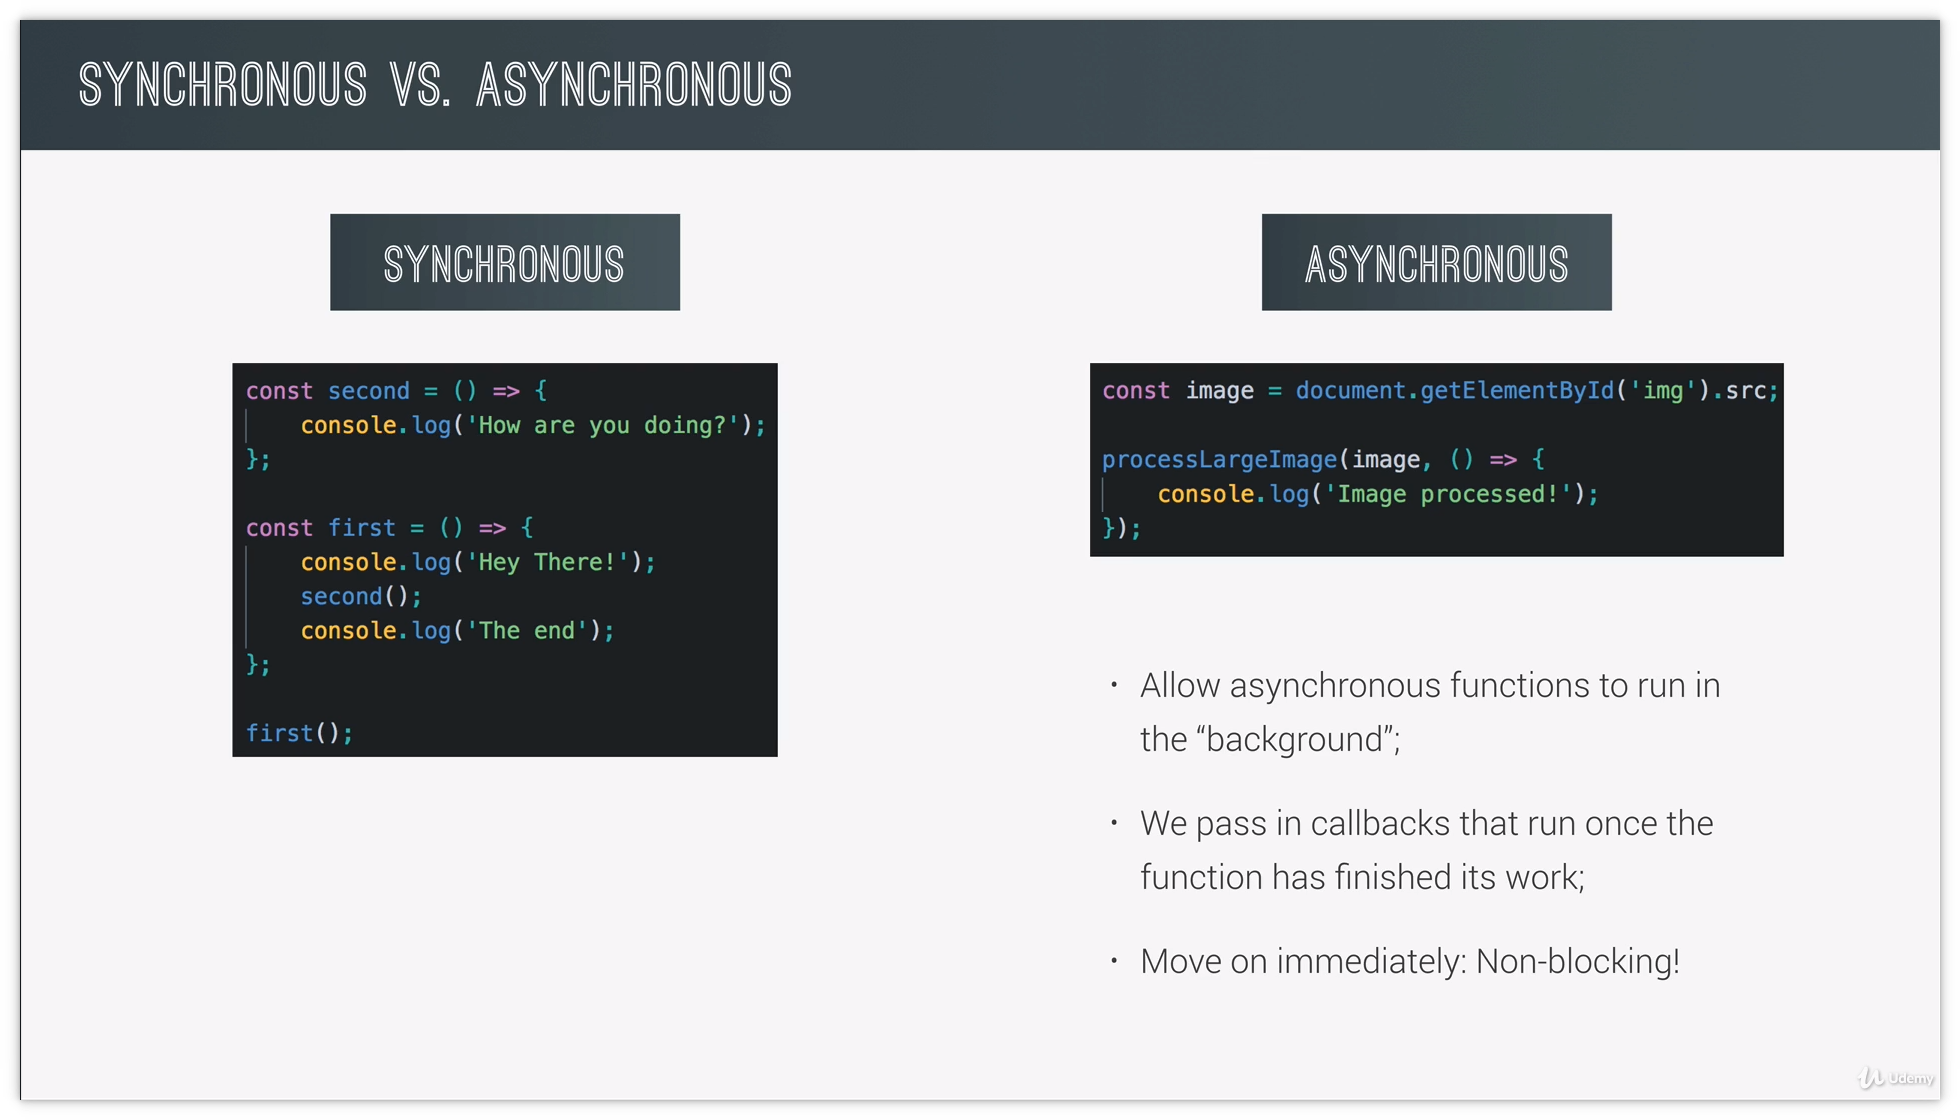 SYNCHRONOUS VS. ASYNCHRONOUS
SYNCHRONOUS
const second = () => {
    console.log('How are you doing?');
};

const first = () => {
    console.log('Hey There!');
    second();
    console.log('The end');
};

first();
ASYNCHRONOUS
const image = document.getElementById('img').src;

processLargeImage(image, () => {
    console.log('Image processed!');
});
• Allow asynchronous functions to run in
the “background”;
• We pass in callbacks that run once the
function has finished its work;
• Move on immediately: Non-blocking!
Udemy